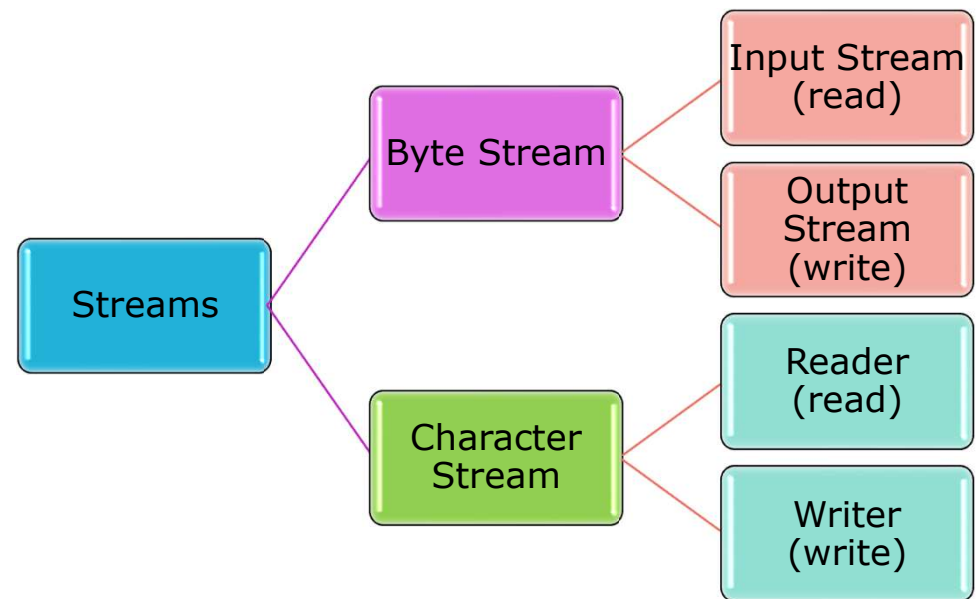 Streams
Byte Stream
Input Stream
(read)
Output
Stream
(write)
Character
Stream
Reader
(read)
Writer
(write)